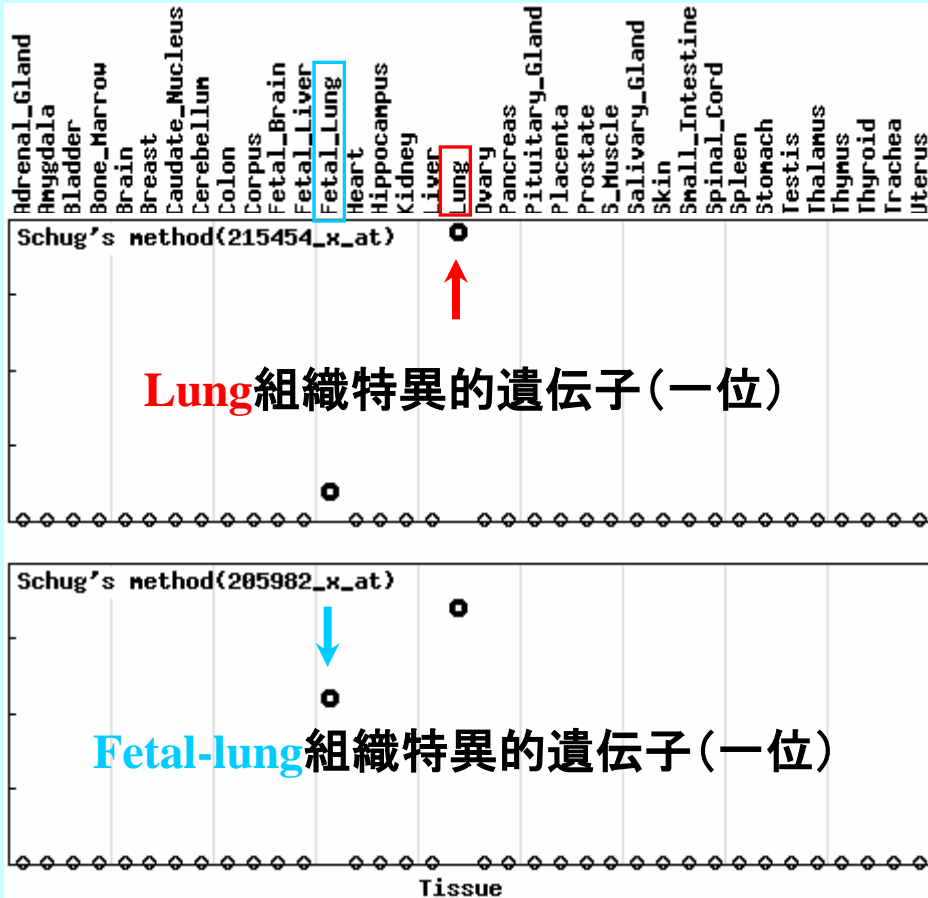 Adrenal_Gland
Amygdala
Bladder
Bone_Marrow
Brain
Breast
Caudate_Nucleus
Cerebellum
Colon
Corpus
Fetal_Brain
Fetal_Liver
Fetal_Lung
Heart
Hippocampus
Kidney
Liver
Lung
Ovary
Pancreas
Pituitary_Gland
Placenta
Prostate
S_Muscle
Salivary_Gland
Skin
Small_Intestine
Spinal_Cord
Spleen
Stomach
Testis
Thalamus
Thymus
Thyroid
Trachea
Uterus
Schug's method(215454_x_at)
Lung組織特異的遺伝子(一位)
Schug's method(205982_x_at)
Fetal-lung組織特異的遺伝子(一位)
Tissue